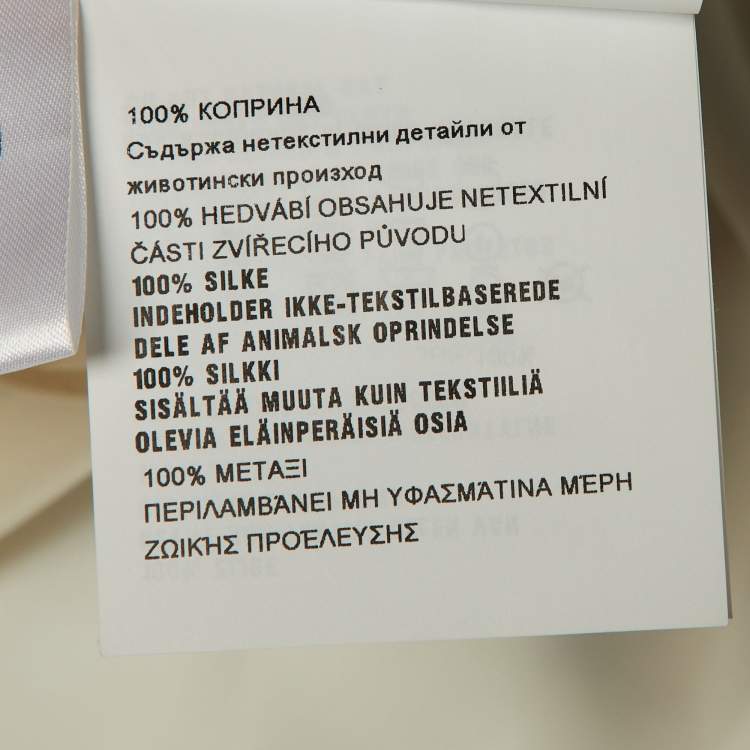 100% КОПРИНА
Съдържа нетекстилни детайли от
животински произход
100% HEDVÁBÍ OBSAHUJE NETEXTILNÍ
ČÁSTI ZVÍŘECÍHO PŮVODU
100% SILKE
INDEHOLDER IKKE-TEKSTILBASEREDE
DELE AF ANIMALSK OPRINDELSE
100% SILKKI
SISÄLTÄÄ MUUTA KUIN TEKSTIILIÄ
OLEVIA ELÄINPERÄISIÄ OSIA
100% ΜΕΤΑΞΙ
ΠΕΡΙΛΑΜΒΆΝΕΙ ΜΗ ΥΦΑΣΜΆΤΙΝΑ ΜΈΡΗ
ΖΩΙΚΉΣ ΠΡΟΈΛΕΥΣΗΣ